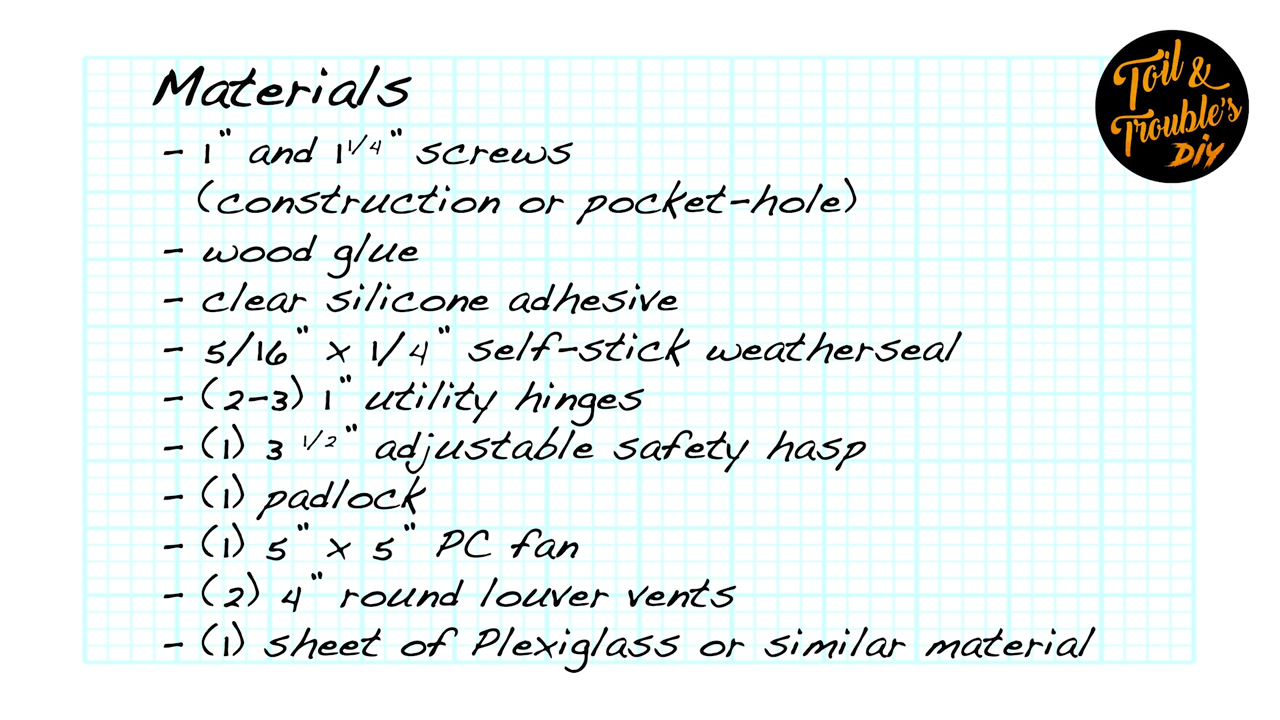 Materials
- 1" and 1 1/4" screws
(construction or pocket-hole)
- wood glue
- clear silicone adhesive
- 5/16" x 1/4" self-stick weatherseal
- (2-3) 1" utility hinges
- (1) 3 1/2" adjustable safety hasp
- (1) padlock
- (1) 5" x 5" PC fan
- (2) 4" round louver vents
- (1) sheet of Plexiglass or similar material
Toil &
Trouble's
DIY